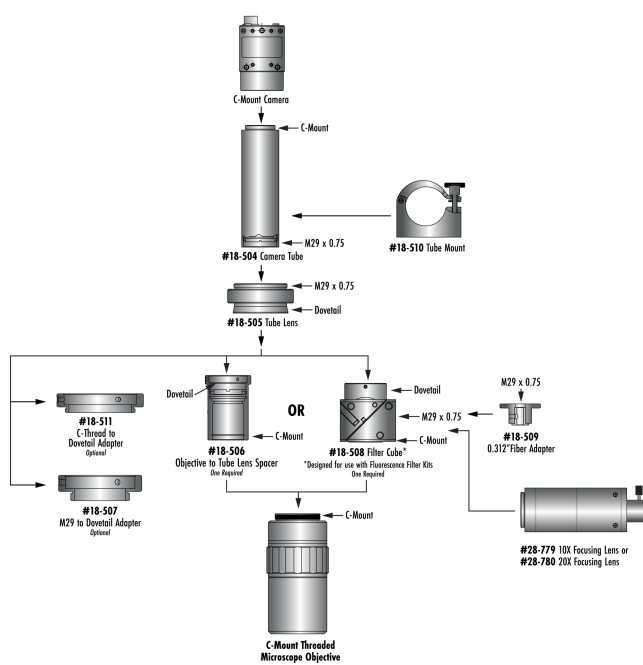 C-Mount Camera
C-Mount
M29 x 0.75
#18-504 Camera Tube
#18-510 Tube Mount
M29 x 0.75
Dovetail
#18-505 Tube Lens
#18-511
C-Thread to
Dovetail Adapter
Optional
#18-507
M29 to Dovetail Adapter
Optional
Dovetail
C-Mount
#18-506
Objective to Tube Lens Spacer
One Required
OR
Dovetail
M29 x 0.75
C-Mount
#18-508 Filter Cube*
*Designed for use with Fluorescence Filter Kits
One Required
M29 x 0.75
#18-509
0.312"Fiber Adapter
#28-779 10X Focusing Lens or
#28-780 20X Focusing Lens
C-Mount
C-Mount Threaded
Microscope Objective